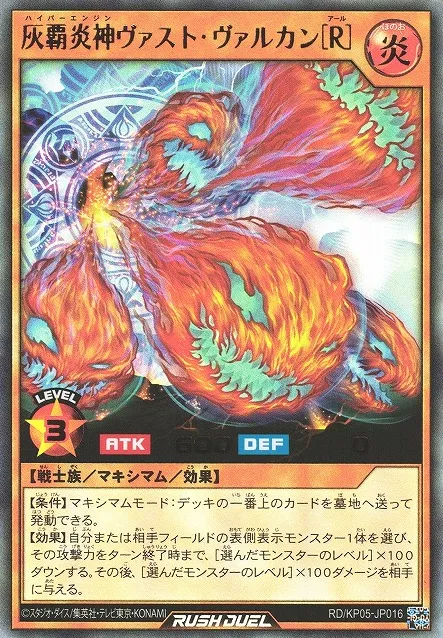 ハイパーエンジン アール
灰覇炎神ヴァスト・ヴァルカン[R]
ほのお
炎
LEVEL
3
ATK 600 DEF 0
【戦士族/マキシマム/効果】
【条件】マキシマムモード:デッキの一番上のカードを墓地へ送って
発動できる。
【効果】自分または相手フィールドの表側表示モンスター1体を選び、
その攻撃力をターン終了時まで、[選んだモンスターのレベル]×100
ダウンする。その後、[選んだモンスターのレベル]×100ダメージを相手
に与える。
©スタジオ・ダイス/集英社・テレビ東京・KONAMI
RUSH DUEL
RD/KP05-JP016